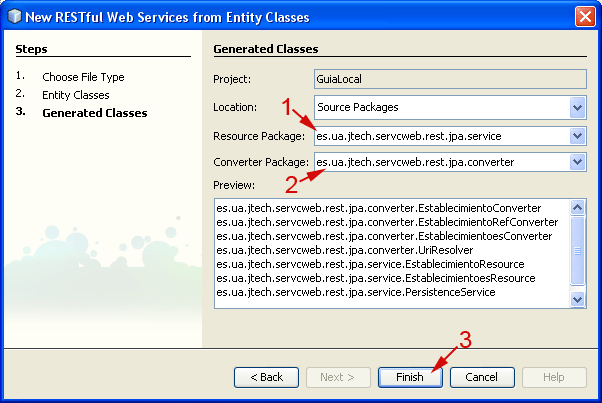 New RESTful Web Services from Entity Classes
Steps
1. Choose File Type
2. Entity Classes
3. Generated Classes
Generated Classes
Project: GuiaLocal
Location: Source Packages
1
Resource Package: es.ua.jtech.servcweb.rest.jpa.service
Converter Package: es.ua.jtech.servcweb.rest.jpa.converter
2
Preview:
es.ua.jtech.servcweb.rest.jpa.converter.EstablecimientoConverter
es.ua.jtech.servcweb.rest.jpa.converter.EstablecimientoRefConverter
es.ua.jtech.servcweb.rest.jpa.converter.EstablecimientoesConverter
es.ua.jtech.servcweb.rest.jpa.converter.UriResolver
es.ua.jtech.servcweb.rest.jpa.service.EstablecimientoResource
es.ua.jtech.servcweb.rest.jpa.service.EstablecimientoesResource
es.ua.jtech.servcweb.rest.jpa.service.PersistenceService
3
< Back Next > Finish Cancel Help